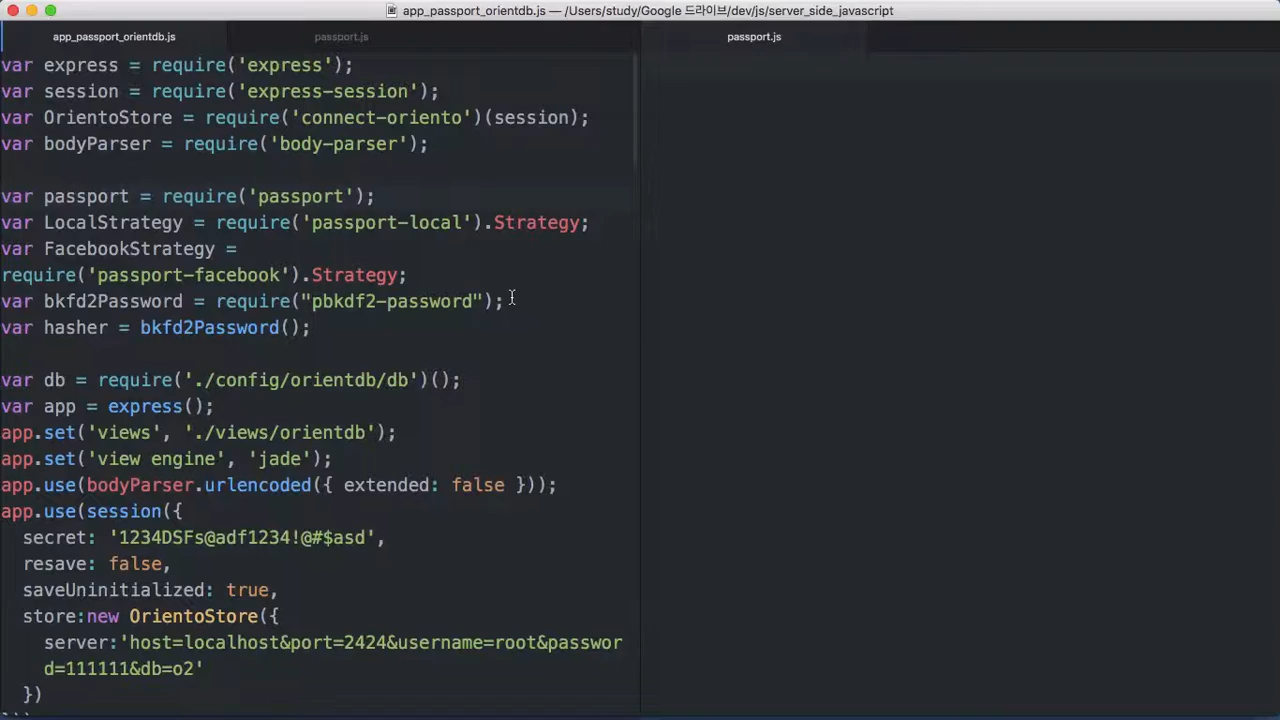 app_passport_orientdb.js — /Users/study/Google 드라이브/dev/js/server_side_javascript
app_passport_orientdb.js
passport.js
passport.js
var express = require('express');
var session = require('express-session');
var OrientoStore = require('connect-oriento')(session);
var bodyParser = require('body-parser');
var passport = require('passport');
var LocalStrategy = require('passport-local').Strategy;
var FacebookStrategy =
require('passport-facebook').Strategy;
var bkfd2Password = require("pbkdf2-password");
var hasher = bkfd2Password();
var db = require('./config/orientdb/db')();
var app = express();
app.set('views', './views/orientdb');
app.set('view engine', 'jade');
app.use(bodyParser.urlencoded({ extended: false }));
app.use(session({
secret: '1234DSFs@adf1234!@#$asd',
resave: false,
saveUninitialized: true,
store:new OrientoStore({
server:'host=localhost&port=2424&username=root&passwor
d=111111&db=o2'
})